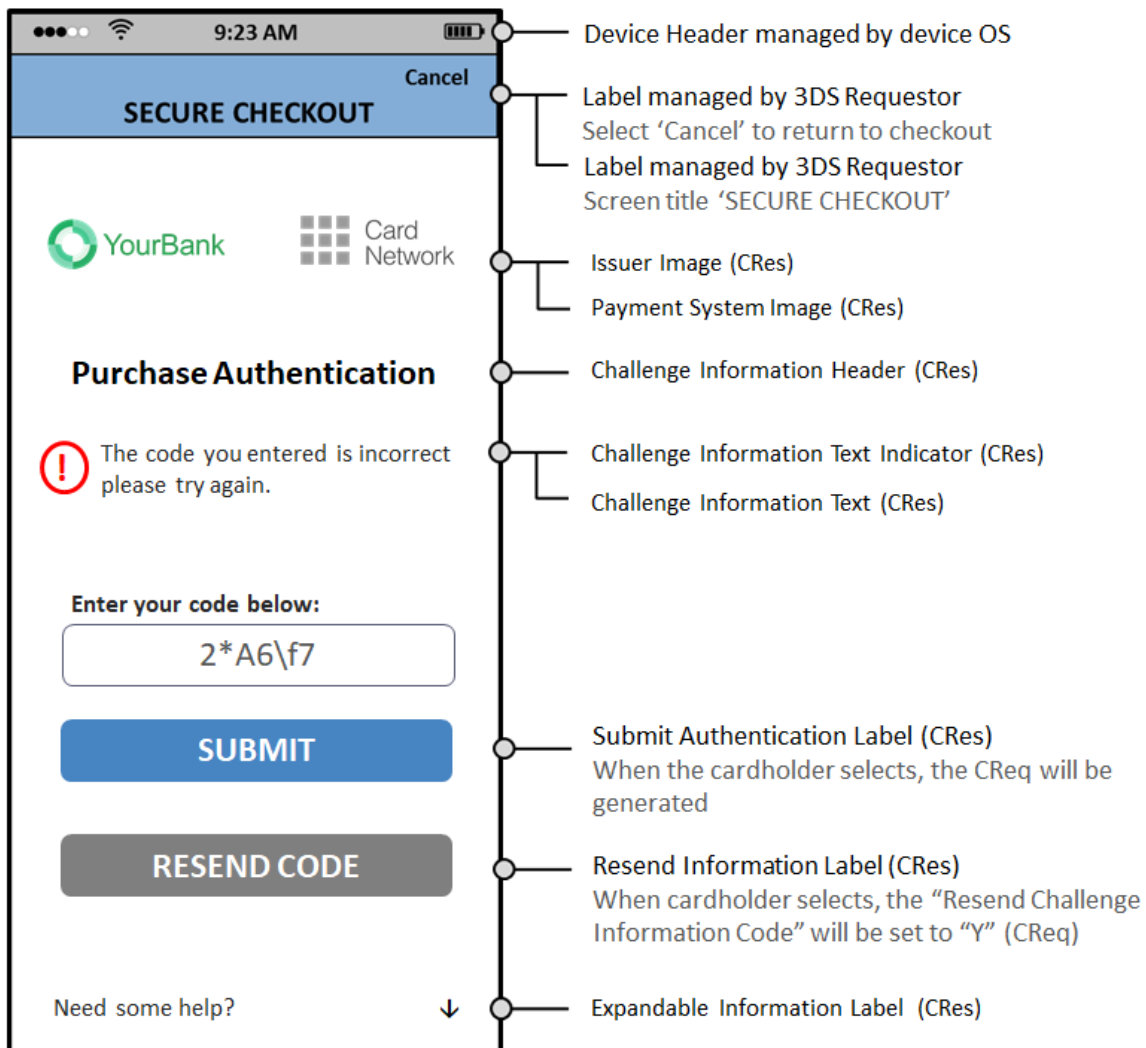 9:23 AM
Device Header managed by device OS
Cancel
SECURE CHECKOUT
Label managed by 3DS Requestor
Select ‘Cancel’ to return to checkout
Label managed by 3DS Requestor
Screen title ‘SECURE CHECKOUT’
YourBank
Card
Network
Issuer Image (CRes)
Payment System Image (CRes)
Purchase Authentication
Challenge Information Header (CRes)
!
The code you entered is incorrect
please try again.
Challenge Information Text Indicator (CRes)
Challenge Information Text (CRes)
Enter your code below:
2*A6\f7
SUBMIT
Submit Authentication Label (CRes)
When the cardholder selects, the CReq will be
generated
RESEND CODE
Resend Information Label (CRes)
When cardholder selects, the “Resend Challenge
Information Code” will be set to “Y” (CReq)
Need some help?
Expandable Information Label (CRes)